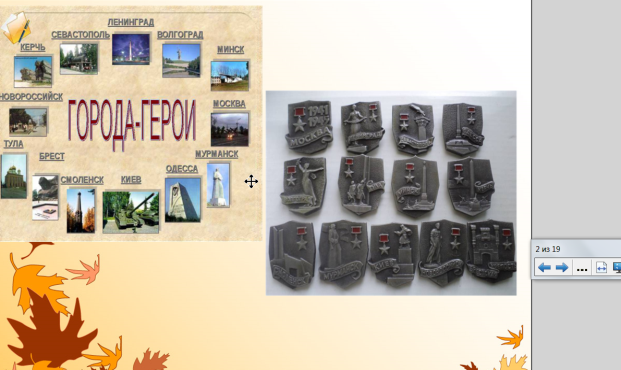 ЛЕНИНГРАД
СЕВАСТОПОЛЬ
ВОЛГОГРАД
КЕРЧЬ
МИНСК
НОВОРОССИЙСК
МОСКВА
ГОРОДА-ГЕРОИ
ТУЛА
БРЕСТ
МУРМАНСК
СМОЛЕНСК
КИЕВ
ОДЕССА
1941
МОСКВА
2 из 19
...